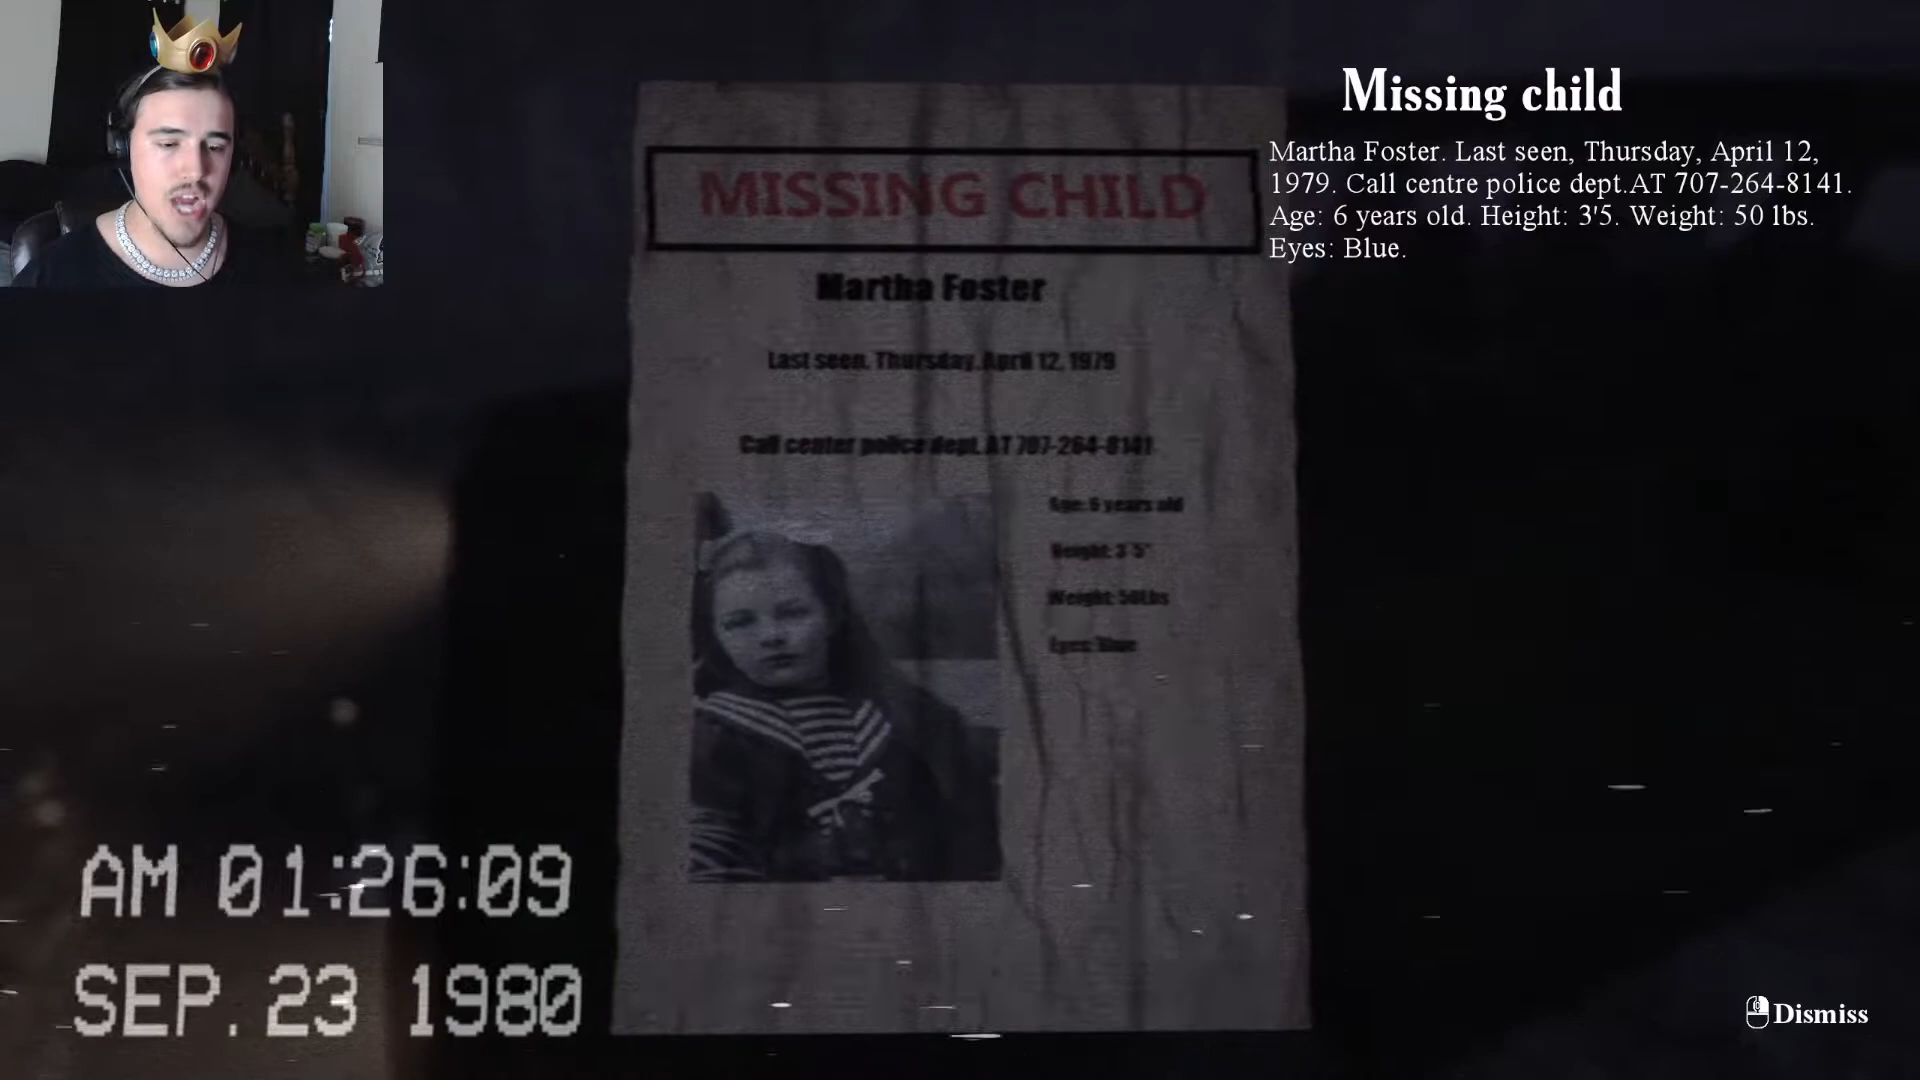 Missing child
Martha Foster. Last seen, Thursday, April 12,
1979. Call centre police dept.AT 707-264-8141.
Age: 6 years old. Height: 3'5. Weight: 50 lbs.
Eyes: Blue.
MISSING CHILD
Martha Foster
Last seen, Thursday, April 12, 1979
Call center police dept. AT 707-264-8141
Age: 6 years old
Height: 3'5"
Weight: 50Lbs
Eyes: Blue
AM 01:26:09
SEP. 23 1980
Dismiss